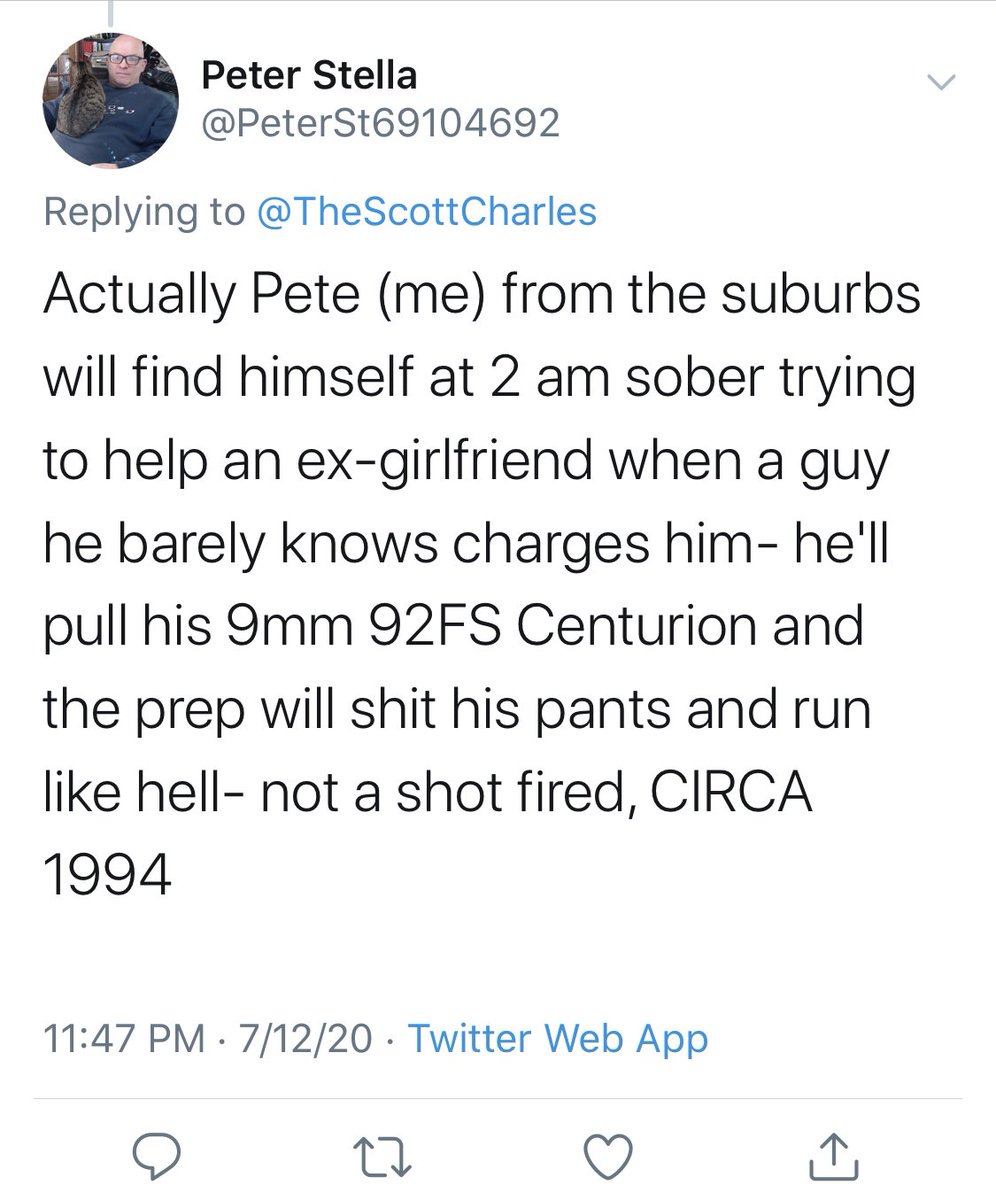 Peter Stella
@PeterSt69104692
Replying to @TheScottCharles
Actually Pete (me) from the suburbs
will find himself at 2 am sober trying
to help an ex-girlfriend when a guy
he barely knows charges him- he'll
pull his 9mm 92FS Centurion and
the prep will shit his pants and run
like hell- not a shot fired, CIRCA
1994
11:47 PM · 7/12/20 · Twitter Web App